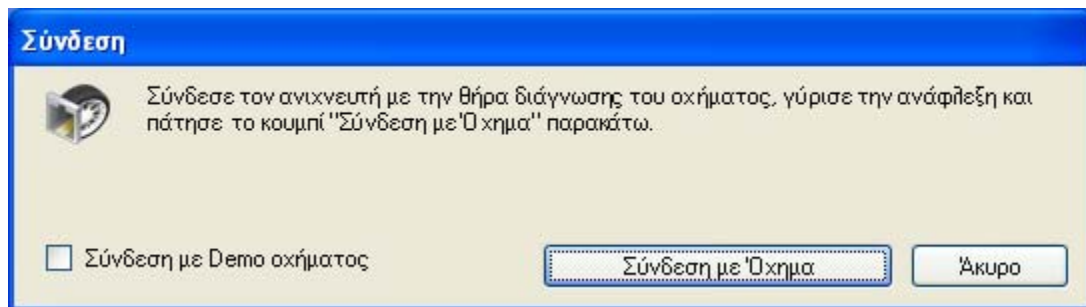 Σύνδεση
Σύνδεσε τον ανιχνευτή με την θήρα διάγνωσης του οχήματος, γύρισε την ανάφλεξη και
πάτησε το κουμπί "Σύνδεση με Όχημα" παρακάτω.
Σύνδεση με Demo οχήματος
Σύνδεση με Όχημα
Άκυρο